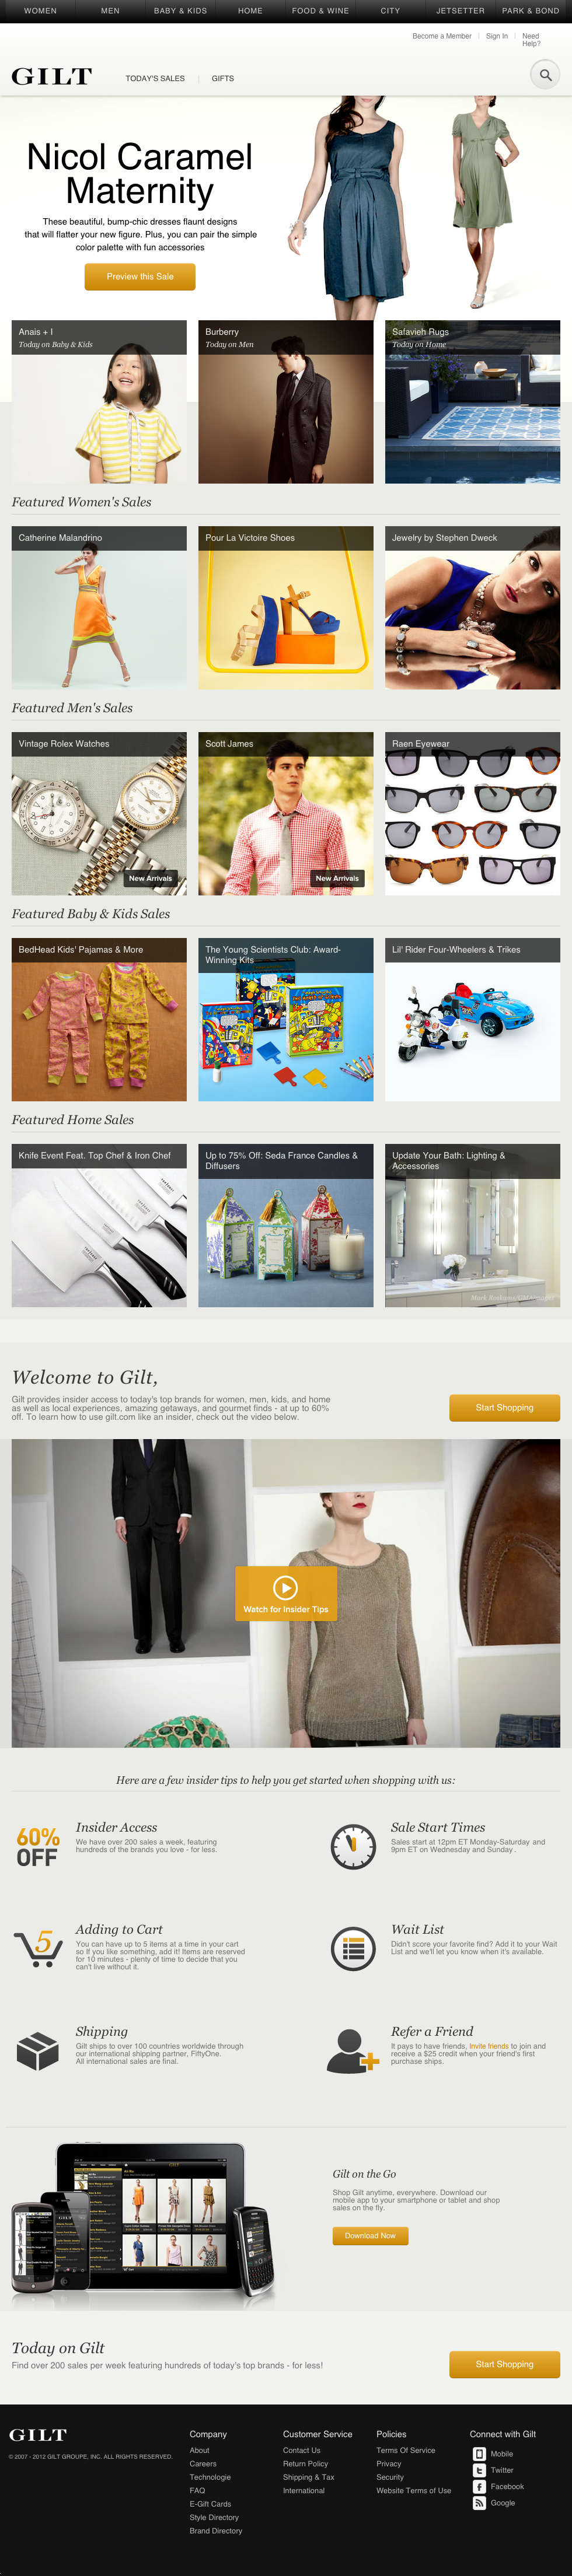 WOMEN MEN BABY & KIDS HOME FOOD & WINE CITY JETSETTER PARK & BOND
Become a Member Sign In Need Help?
GILT TODAY'S SALES GIFTS
Nicol Caramel
Maternity
These beautiful, bump-chic dresses flaunt designs
that will flatter your new figure. Plus, you can pair the simple
color palette with fun accessories
Preview this Sale
Anais + I
Today on Baby & Kids
Burberry
Today on Men
Safavieh Rugs
Today on Home
Featured Women's Sales
Catherine Malandrino
Pour La Victoire Shoes
Jewelry by Stephen Dweck
Featured Men's Sales
Vintage Rolex Watches
New Arrivals
Scott James
New Arrivals
Raen Eyewear
Featured Baby & Kids Sales
BedHead Kids' Pajamas & More
The Young Scientists Club: Award-
Winning Kits
Lil' Rider Four-Wheelers & Trikes
Featured Home Sales
Knife Event Feat. Top Chef & Iron Chef
Up to 75% Off: Seda France Candles &
Diffusers
Update Your Bath: Lighting &
Accessories
Welcome to Gilt,
Gilt provides insider access to today's top brands for women, men, kids, and home
as well as local experiences, amazing getaways, and gourmet finds - at up to 60%
off. To learn how to use gilt.com like an insider, check out the video below.
Start Shopping
Watch for Insider Tips
Here are a few insider tips to help you get started when shopping with us:
60%
OFF
Insider Access
We have over 200 sales a week, featuring
hundreds of the brands you love - for less.
Sale Start Times
Sales start at 12pm ET Monday-Saturday and
9pm ET on Wednesday and Sunday .
5
Adding to Cart
You can have up to 5 items at a time in your cart
so If you like something, add it! Items are reserved
for 10 minutes - plenty of time to decide that you
can't live without it.
Wait List
Didn't score your favorite find? Add it to your Wait
List and we'll let you know when it's available.
Shipping
Gilt ships to over 100 countries worldwide through
our international shipping partner, FiftyOne.
All international sales are final.
Refer a Friend
It pays to have friends, Invite friends to join and
receive a $25 credit when your friend's first
purchase ships.
Gilt on the Go
Shop Gilt anytime, everywhere. Download our
mobile app to your smartphone or tablet and shop
sales on the fly.
Download Now
Today on Gilt
Find over 200 sales per week featuring hundreds of today's top brands - for less!
Start Shopping
GILT
© 2007 - 2012 GILT GROUPE, INC. ALL RIGHTS RESERVED.
Company
About
Careers
Technologie
FAQ
E-Gift Cards
Style Directory
Brand Directory
Customer Service
Contact Us
Return Policy
Shipping & Tax
International
Policies
Terms Of Service
Privacy
Security
Website Terms of Use
Connect with Gilt
Mobile
Twitter
Facebook
Google